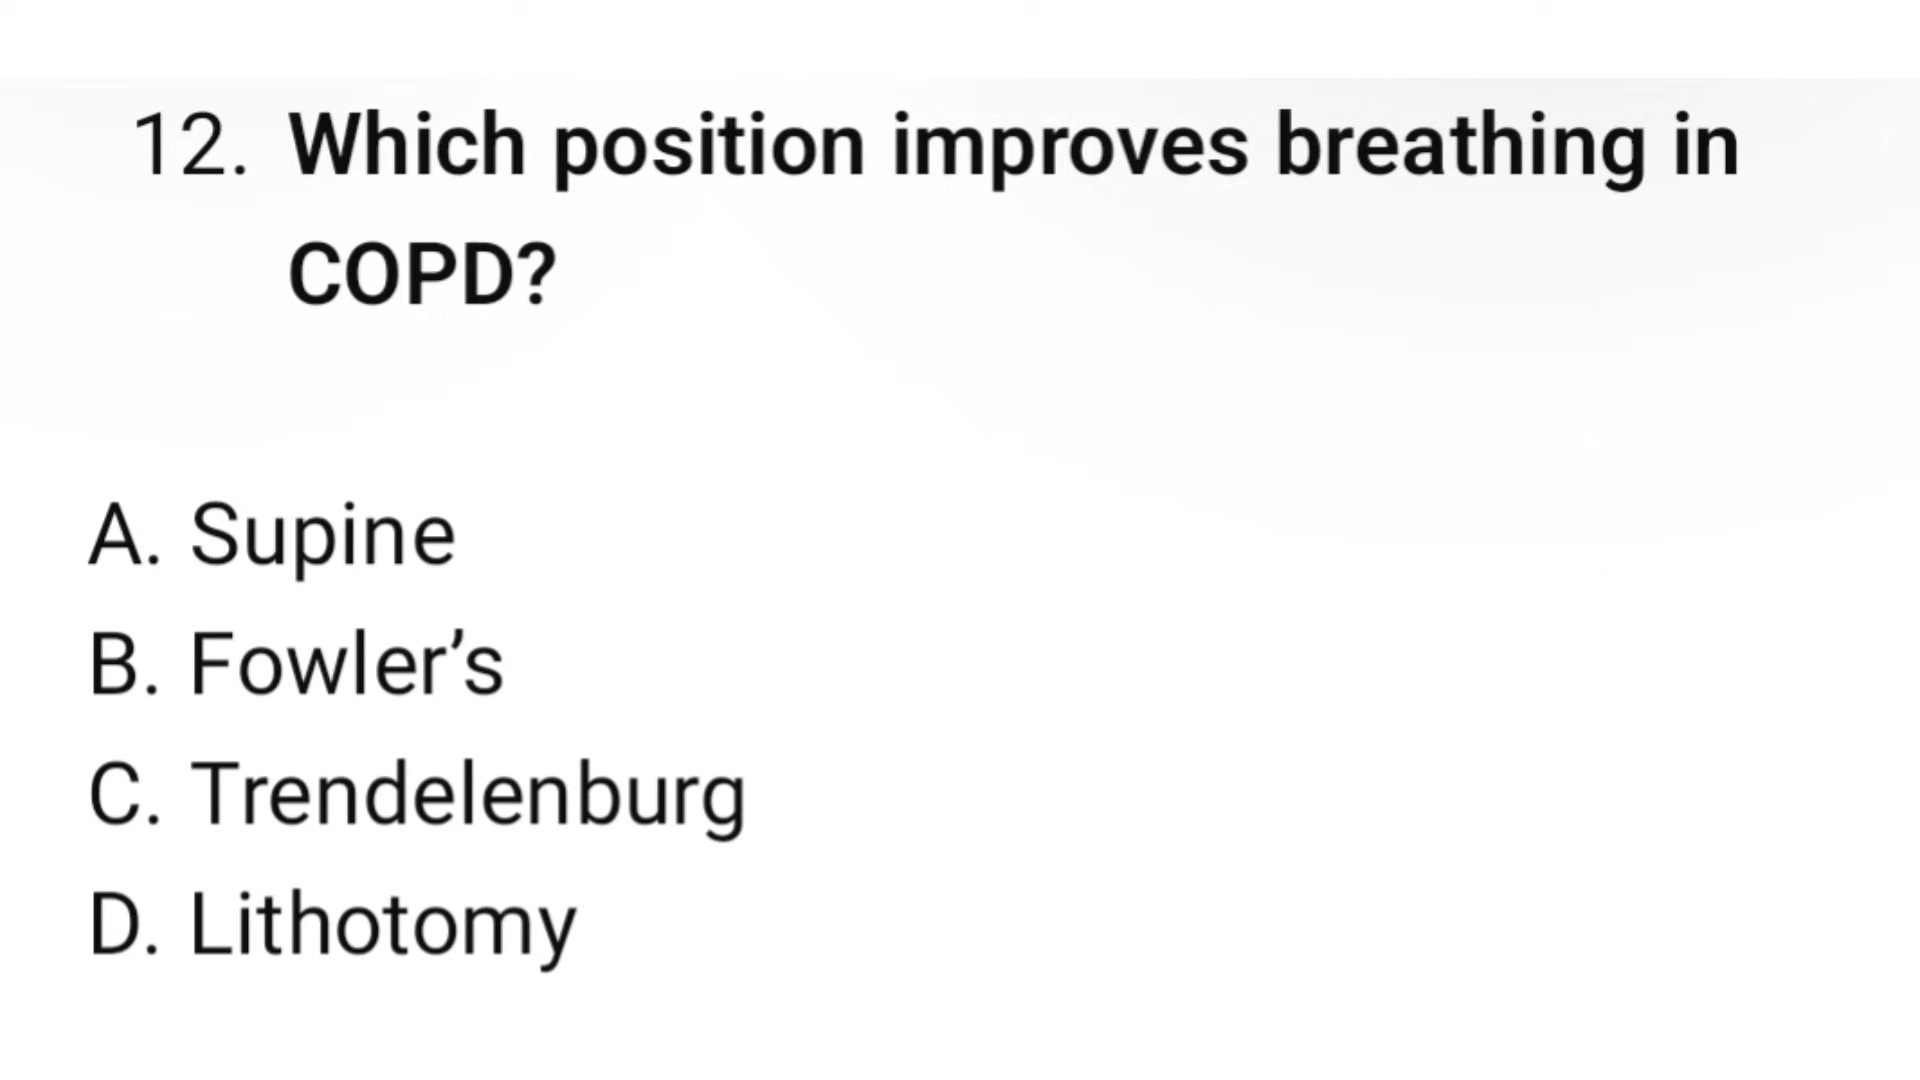 12. Which position improves breathing in
COPD?
A. Supine
B. Fowler’s
C. Trendelenburg
D. Lithotomy